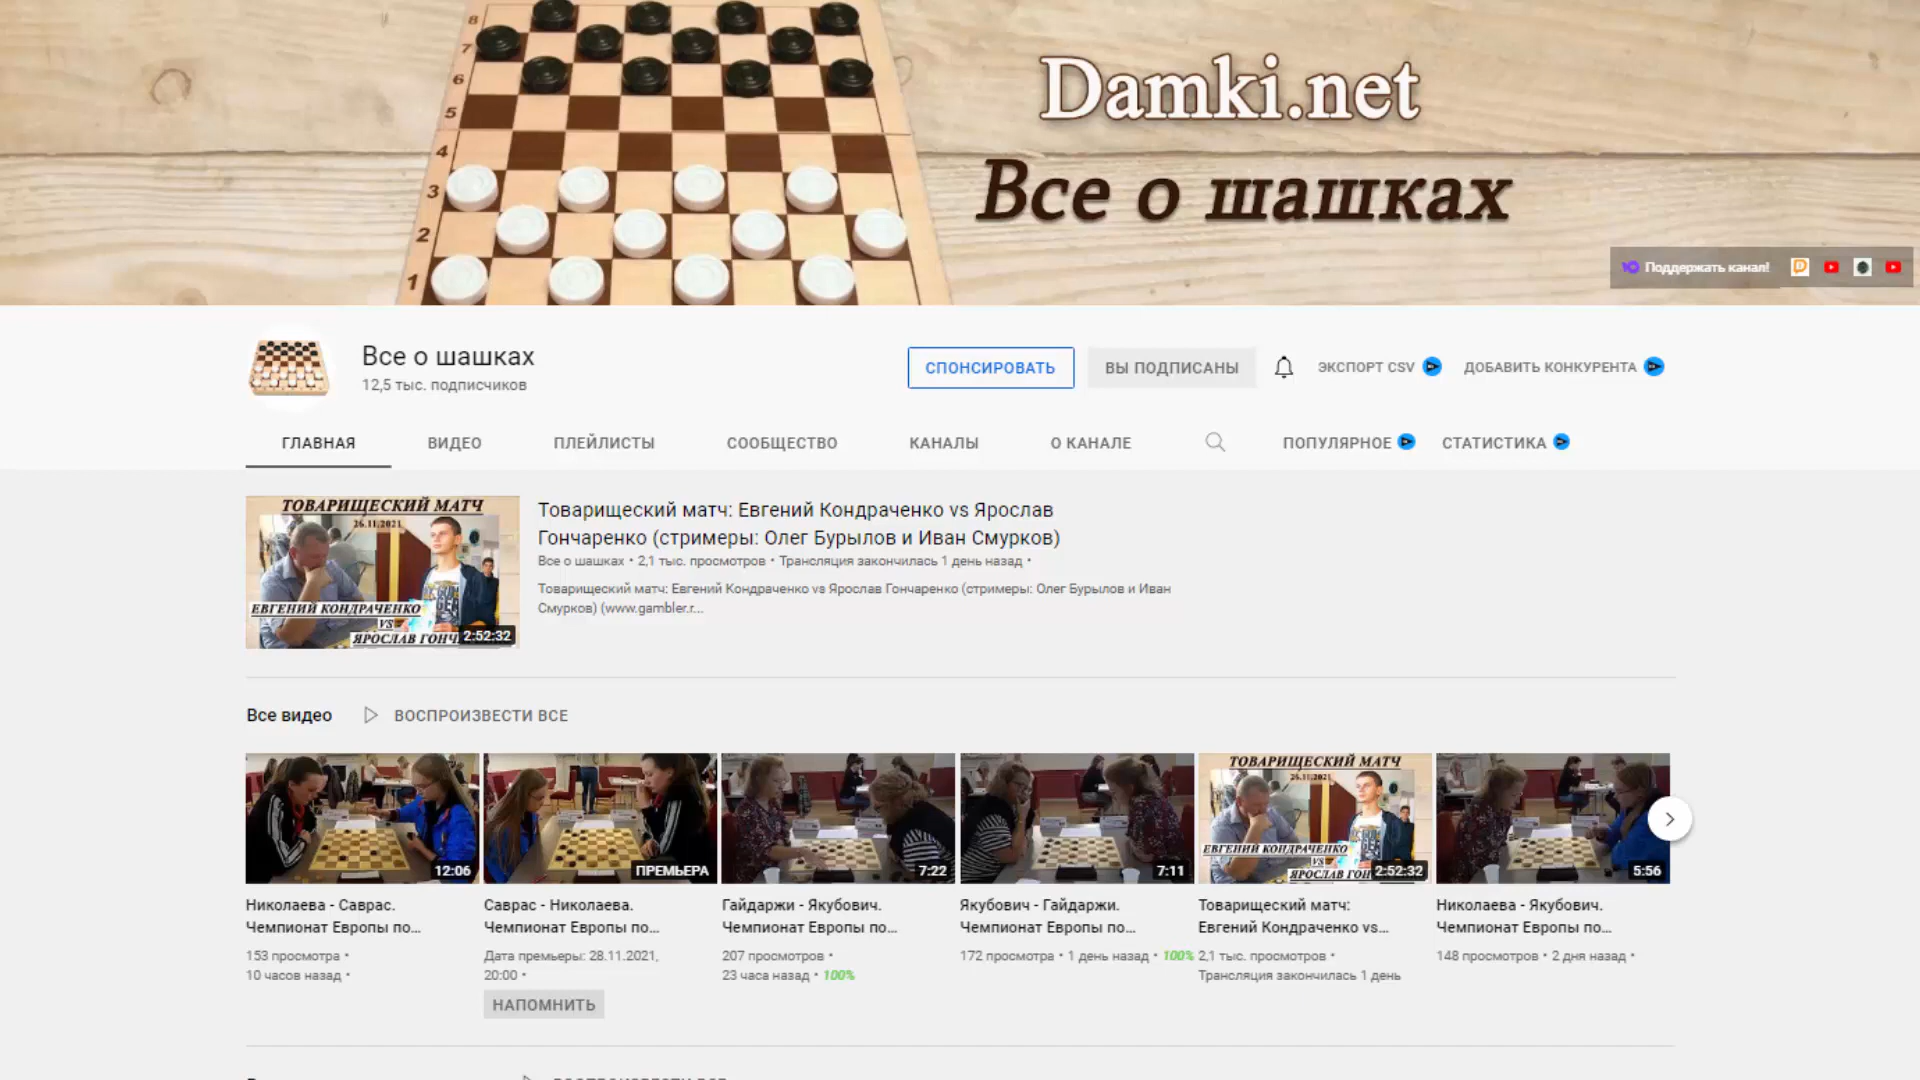 8
7
6
5
4
3
2
1
Damki.net
Все о шашках
Поддержать канал!
Все о шашках
12,5 тыс. подписчиков
СПОНСИРОВАТЬ
ВЫ ПОДПИСАНЫ
ЭКСПОРТ CSV
ДОБАВИТЬ КОНКУРЕНТА
ГЛАВНАЯ
ВИДЕО
ПЛЕЙЛИСТЫ
СООБЩЕСТВО
КАНАЛЫ
О КАНАЛЕ
ПОПУЛЯРНОЕ
СТАТИСТИКА
ТОВАРИЩЕСКИЙ МАТЧ
26.11.2021
ЕВГЕНИЙ КОНДРАЧЕНКО
VS
ЯРОСЛАВ ГОНЧ
2:52:32
Товарищеский матч: Евгений Кондраченко vs Ярослав
Гончаренко (стримеры: Олег Бурылов и Иван Смурков)
Все о шашках • 2,1 тыс. просмотров • Трансляция закончилась 1 день назад •
Товарищеский матч: Евгений Кондраченко vs Ярослав Гончаренко (стримеры: Олег Бурылов и Иван
Смурков) (www.gambler.r...
Все видео
ВОСПРОИЗВЕСТИ ВСЕ
12:06
Николаева - Саврас.
Чемпионат Европы по...
153 просмотра •
10 часов назад •
ПРЕМЬЕРА
Саврас - Николаева.
Чемпионат Европы по...
Дата премьеры: 28.11.2021,
20:00 •
НАПОМНИТЬ
7:22
Гайдаржи - Якубович.
Чемпионат Европы по...
207 просмотров •
23 часа назад • 100%
7:11
Якубович - Гайдаржи.
Чемпионат Европы по...
172 просмотра • 1 день назад • 100%
ТОВАРИЩЕСКИЙ МАТЧ
26.11.2021
ЕВГЕНИЙ КОНДРАЧЕНКО
VS
ЯРОСЛАВ ГОН
2:52:32
Товарищеский матч:
Евгений Кондраченко vs...
2,1 тыс. просмотров •
Трансляция закончилась 1 день
5:56
Николаева - Якубович.
Чемпионат Европы по...
148 просмотров • 2 дня назад •